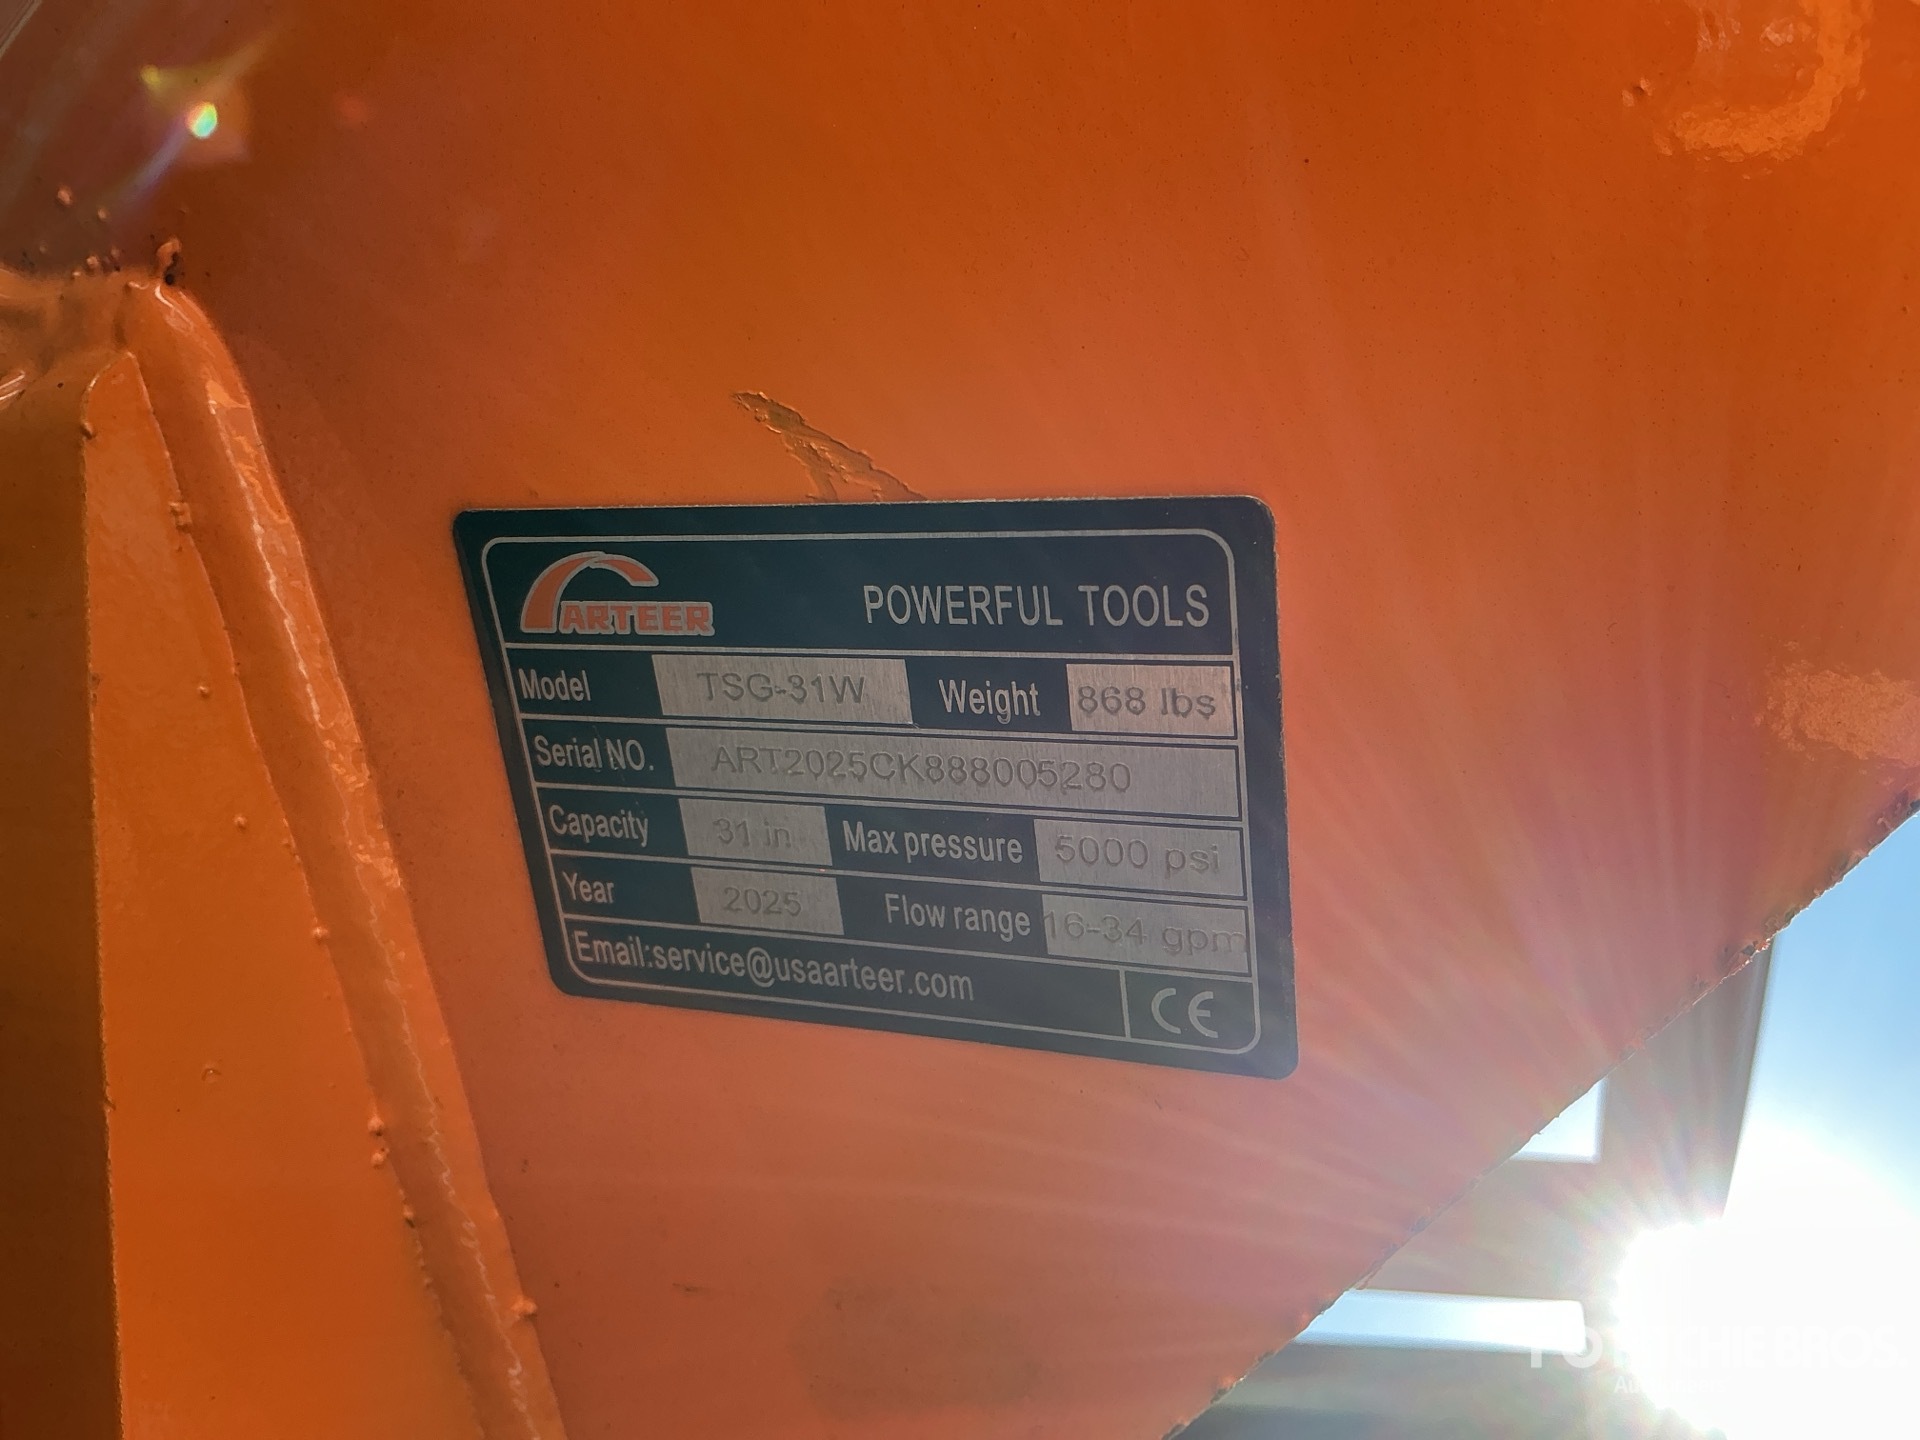 ARTEER POWERFUL TOOLS
Model TSG-31W Weight 868 lbs
Serial NO. ART2025CK888005280
Capacity 31 in Max pressure 5000 psi
Year 2025 Flow range 16-34 gpm
Email:service@usaarteer.com CE